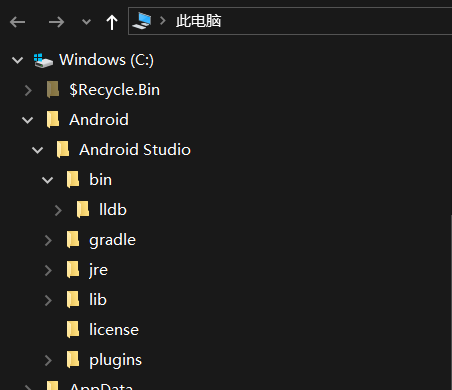 此电脑
Windows (C:)
$Recycle.Bin
Android
Android Studio
bin
lldb
gradle
jre
lib
license
plugins
AppData